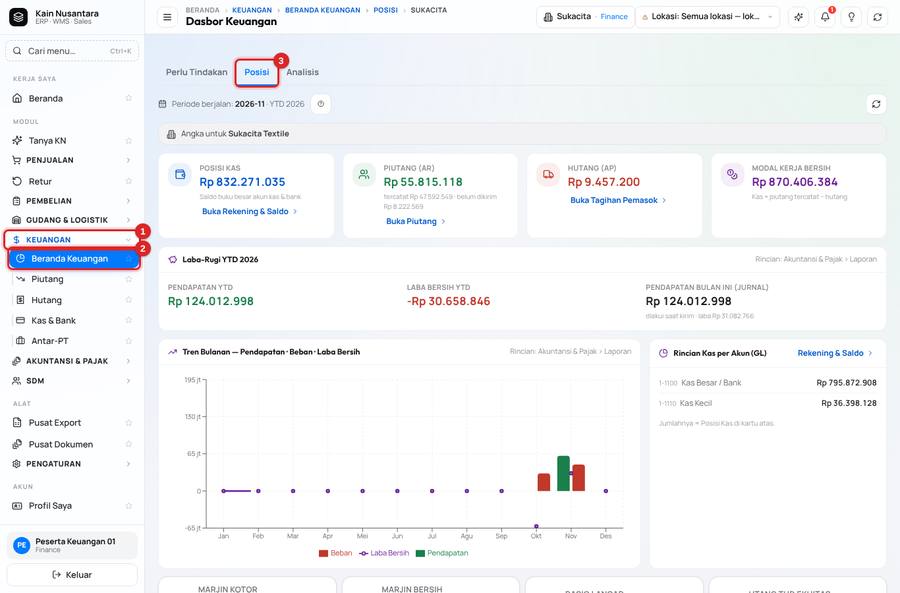 Kain Nusantara
ERP · WMS · Sales
Cari menu...
Ctrl+K
KERJA SAYA
Beranda
MODUL
Tanya KN
PENJUALAN
Retur
PEMBELIAN
GUDANG & LOGISTIK
KEUANGAN
1
Beranda Keuangan
2
Piutang
Hutang
Kas & Bank
Antar-PT
AKUNTANSI & PAJAK
SDM
ALAT
Pusat Export
Pusat Dokumen
PENGATURAN
AKUN
Profil Saya
PE
Peserta Keuangan 01
Finance
Keluar
BERANDA › KEUANGAN › BERANDA KEUANGAN › POSISI › SUKACITA
Dasbor Keuangan
Sukacita · Finance
Lokasi: Semua lokasi — lok...
1
Perlu Tindakan
Posisi
3
Analisis
Periode berjalan: 2026-11 · YTD 2026
Angka untuk Sukacita Textile
POSISI KAS
Rp 832.271.035
Saldo buku besar akun kas & bank
Buka Rekening & Saldo
PIUTANG (AR)
Rp 55.815.118
tercatat Rp 47.592.549 · belum dikirim
Rp 8.222.569
Buka Piutang
HUTANG (AP)
Rp 9.457.200
Buka Tagihan Pemasok
MODAL KERJA BERSIH
Rp 870.406.384
Kas + piutang tercatat − hutang
Laba-Rugi YTD 2026
Rincian: Akuntansi & Pajak › Laporan
PENDAPATAN YTD
Rp 124.012.998
LABA BERSIH YTD
-Rp 30.658.846
PENDAPATAN BULAN INI (JURNAL)
Rp 124.012.998
diakui saat kirim · laba Rp 31.082.766
Tren Bulanan — Pendapatan · Beban · Laba Bersih
Rincian: Akuntansi & Pajak › Laporan
195 jt
130 jt
65 jt
0
-65 jt
Jan Feb Mar Apr Mei Jun Jul Agu Sep Okt Nov Des
Beban Laba Bersih Pendapatan
Rincian Kas per Akun (GL)
Rekening & Saldo
1-1100 Kas Besar / Bank Rp 795.872.908
1-1110 Kas Kecil Rp 36.398.128
Jumlahnya = Posisi Kas di kartu atas.
MARJIN KOTOR
MARJIN BERSIH